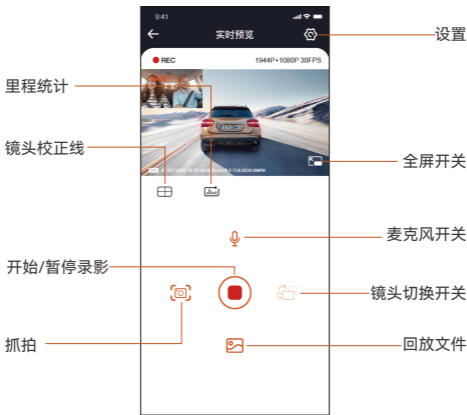 9:41
实时预览
设置
REC
1944P+1080P 30FPS
里程统计
镜头校正线
全屏开关
麦克风开关
开始/暂停录影
镜头切换开关
抓拍
回放文件